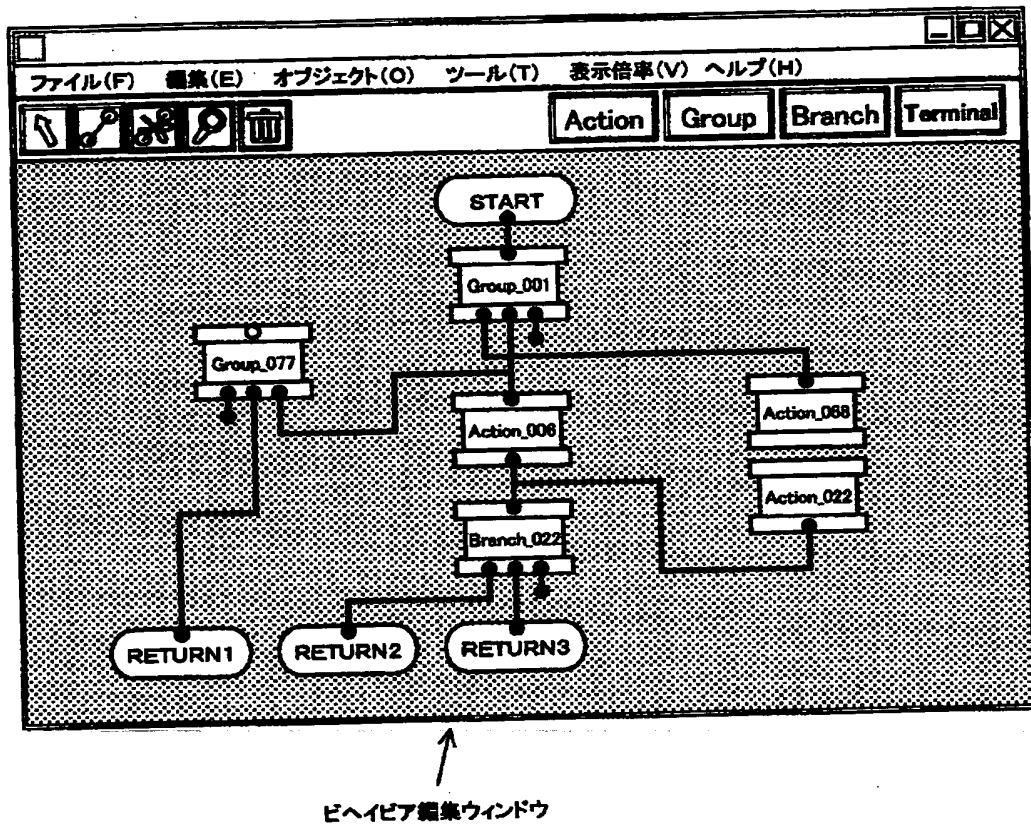 ファイル(F) 編集(E) オブジェクト(O) ツール(T) 表示倍率(V) ヘルプ(H)
Action Group Branch Terminal
START
Group_001
Group_077
Action_006
Action_068
Action_022
Branch_022
RETURN1 RETURN2 RETURN3
ビヘイビア編集ウィンドウ